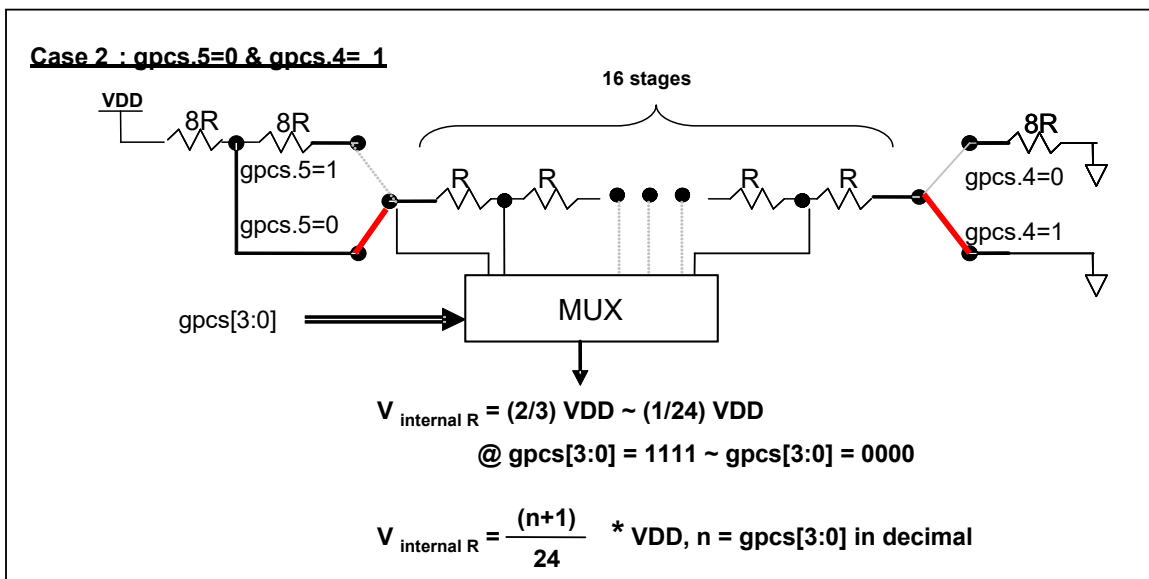 Case 2 : gpcs.5=0 & gpcs.4= 1
16 stages
VDD
8R 8R 8R
gpcs.5=1
R R R R
gpcs.4=0
gpcs.5=0
gpcs.4=1
gpcs[3:0]
MUX
V internal R = (2/3) VDD ~ (1/24) VDD
@ gpcs[3:0] = 1111 ~ gpcs[3:0] = 0000
V internal R = (n+1) / 24 * VDD, n = gpcs[3:0] in decimal